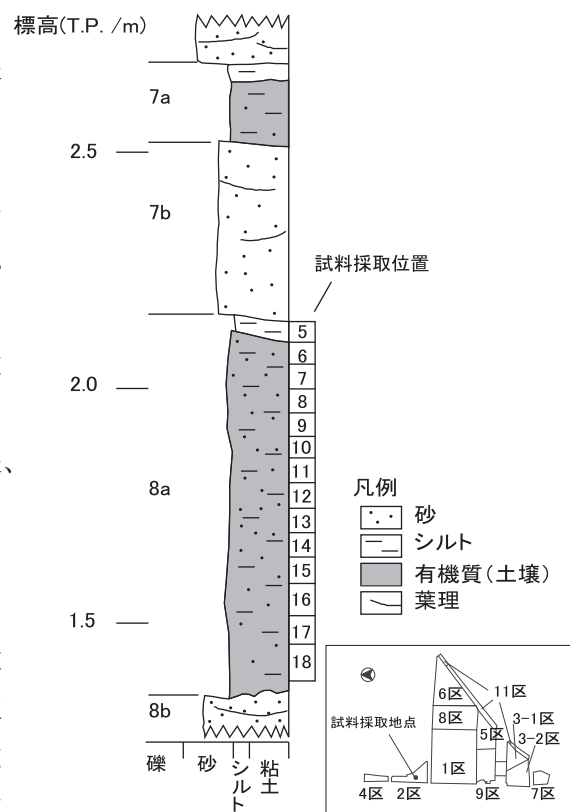 標高(T.P. /m)
7a
2.5
7b
試料採取位置
5
6
2.0
7
8
9
10
11
8a
12
13
14
15
16
1.5
17
18
8b
礫 砂 シルト 粘土
凡例
砂
シルト
有機質(土壌)
葉理
6区
11区
8区
3-1区
試料採取地点
5区
3-2区
1区
4区
2区
9区
7区
、